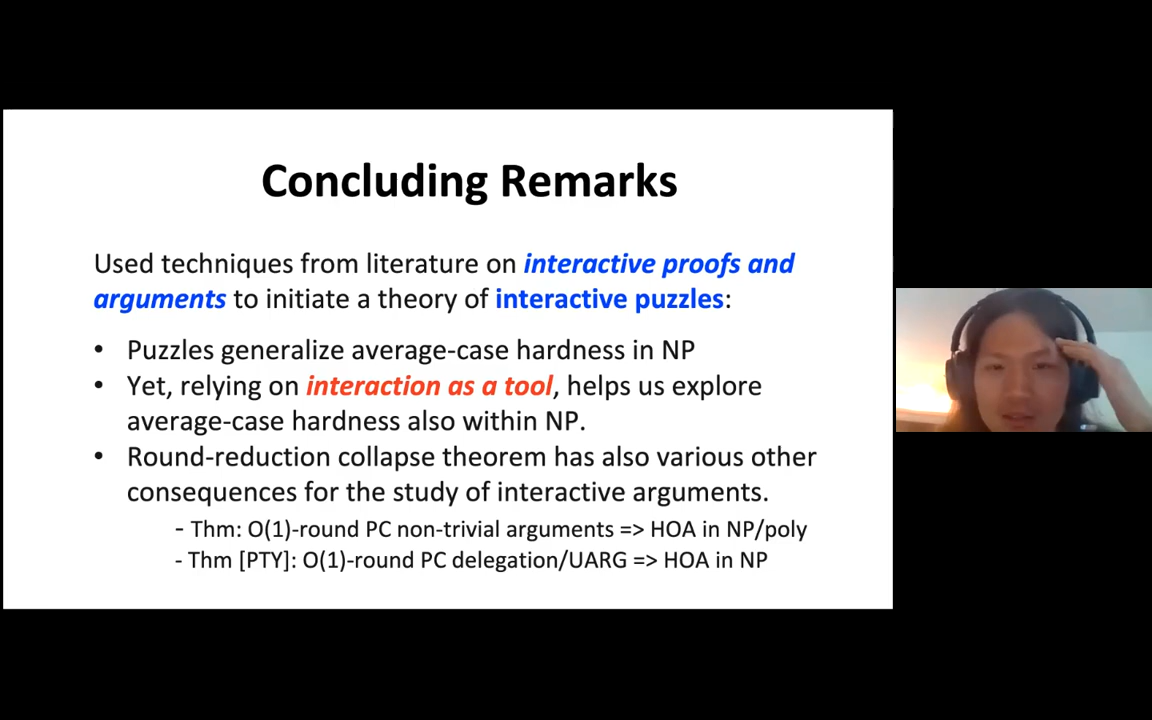 Concluding Remarks
Used techniques from literature on interactive proofs and
arguments to initiate a theory of interactive puzzles:
• Puzzles generalize average-case hardness in NP
• Yet, relying on interaction as a tool, helps us explore
average-case hardness also within NP.
• Round-reduction collapse theorem has also various other
consequences for the study of interactive arguments.
- Thm: O(1)-round PC non-trivial arguments => HOA in NP/poly
- Thm [PTY]: O(1)-round PC delegation/UARG => HOA in NP